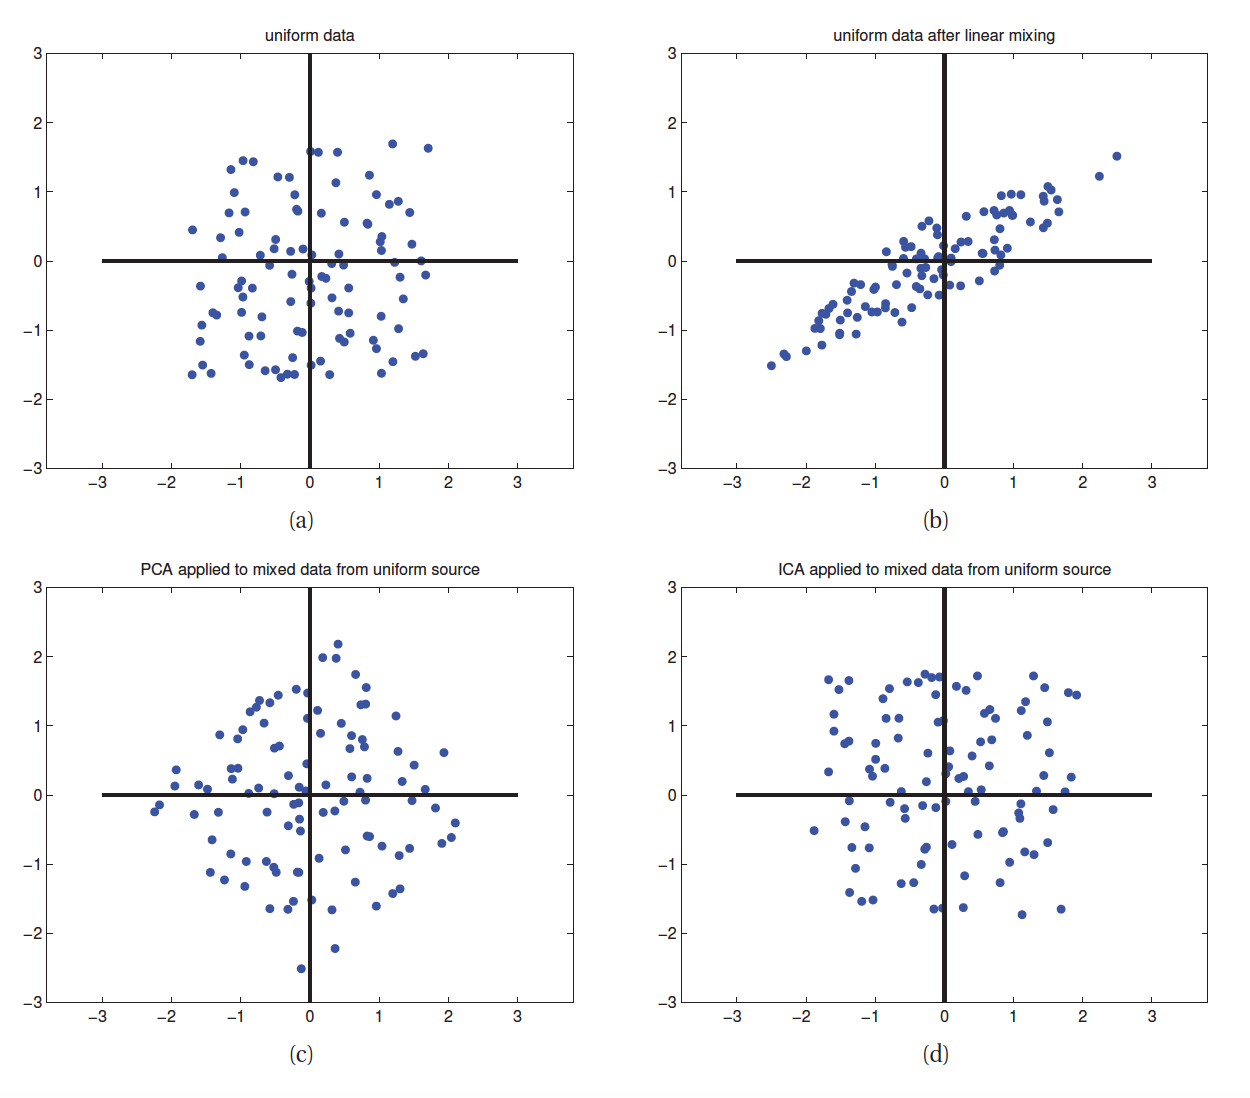 uniform data
3
2
1
0
−1
−2
−3
−3 −2 −1 0 1 2 3
(a)
uniform data after linear mixing
3
2
1
0
−1
−2
−3
−3 −2 −1 0 1 2 3
(b)
PCA applied to mixed data from uniform source
3
2
1
0
−1
−2
−3
−3 −2 −1 0 1 2 3
(c)
ICA applied to mixed data from uniform source
3
2
1
0
−1
−2
−3
−3 −2 −1 0 1 2 3
(d)